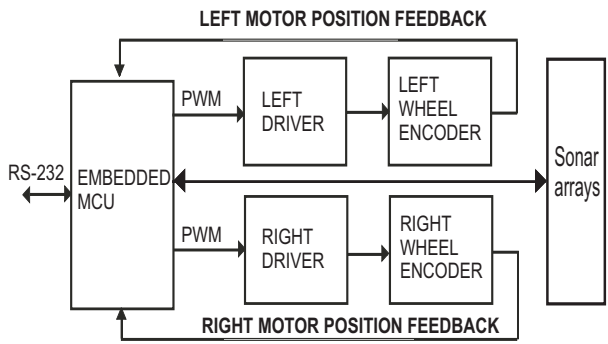 LEFT MOTOR POSITION FEEDBACK
PWM
LEFT
DRIVER
LEFT
WHEEL
ENCODER
RS-232
EMBEDDED
MCU
Sonar
arrays
PWM
RIGHT
DRIVER
RIGHT
WHEEL
ENCODER
RIGHT MOTOR POSITION FEEDBACK